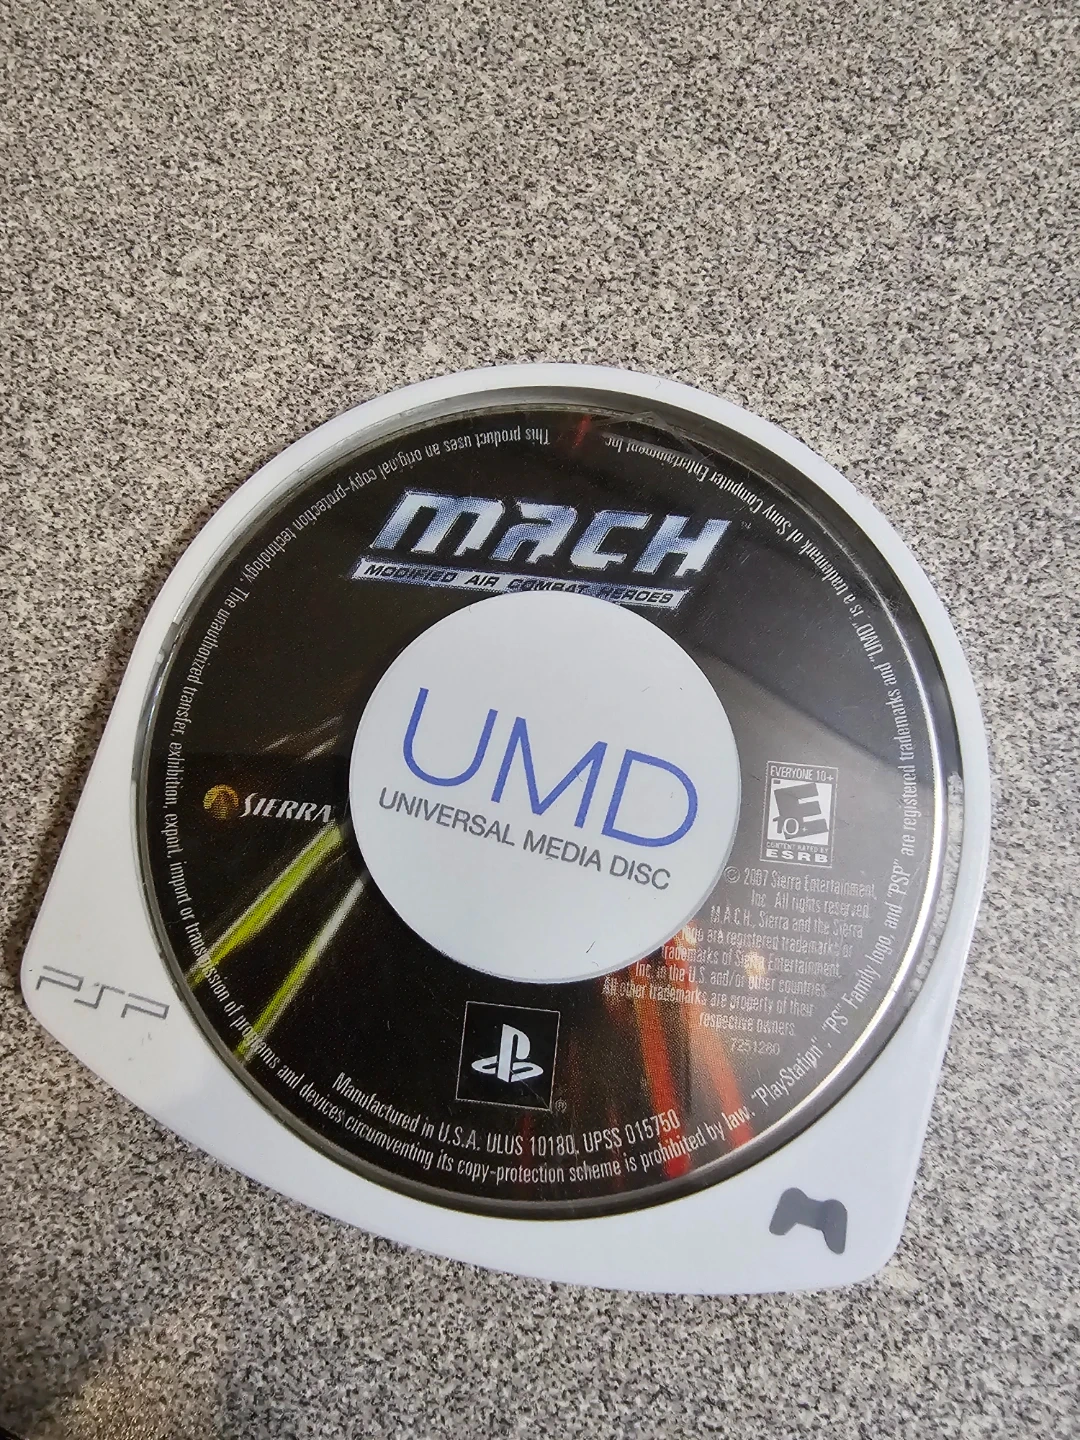 MACH
™
MODIFIED AIR COMBAT HEROES
UMD
UNIVERSAL MEDIA DISC
SIERRA
EVERYONE 10+
E
10+
CONTENT RATED BY
ESRB
© 2007 Sierra Entertainment,
Inc. All rights reserved.
M.A.C.H., Sierra and the Sierra
logo are registered trademarks or
trademarks of Sierra Entertainment,
Inc. in the U.S. and/or other countries.
All other trademarks are property of their
respective owners.
7251260
PSP
®
Manufactured in U.S.A. ULUS 10180, UPSS 015750
This product uses an original copy-protection technology. The unauthorized transfer, exhibition, export, import or transmission of programs and devices circumventing its copy-protection scheme is prohibited by law. "PlayStation", "PS" Family logo, and "PSP" are registered trademarks and "UMD" is a trademark of Sony Computer Entertainment Inc.